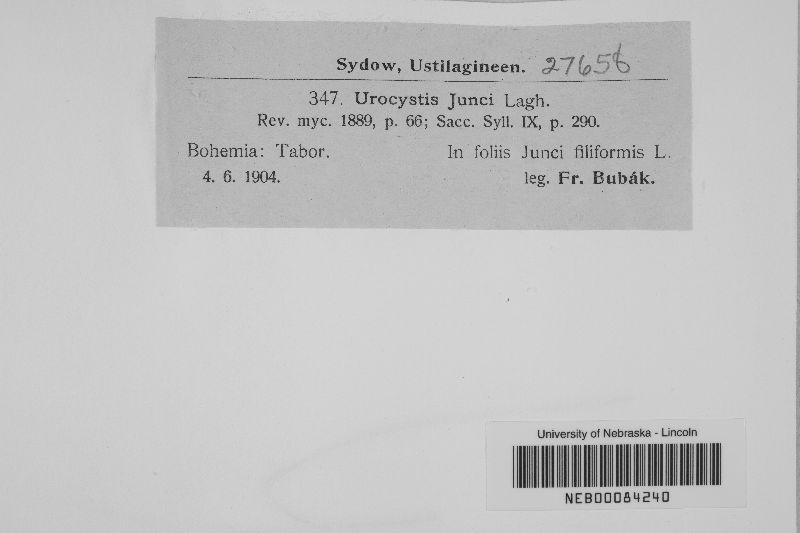 Sydow, Ustilagineen. 27658
347. Urocystis Junci Lagh.
Rev. myc. 1889, p. 66; Sacc. Syll. IX, p. 290.
Bohemia: Tabor. In foliis Junci filiformis L.
4. 6. 1904. leg. Fr. Bubák.
University of Nebraska - Lincoln
NEB00084240